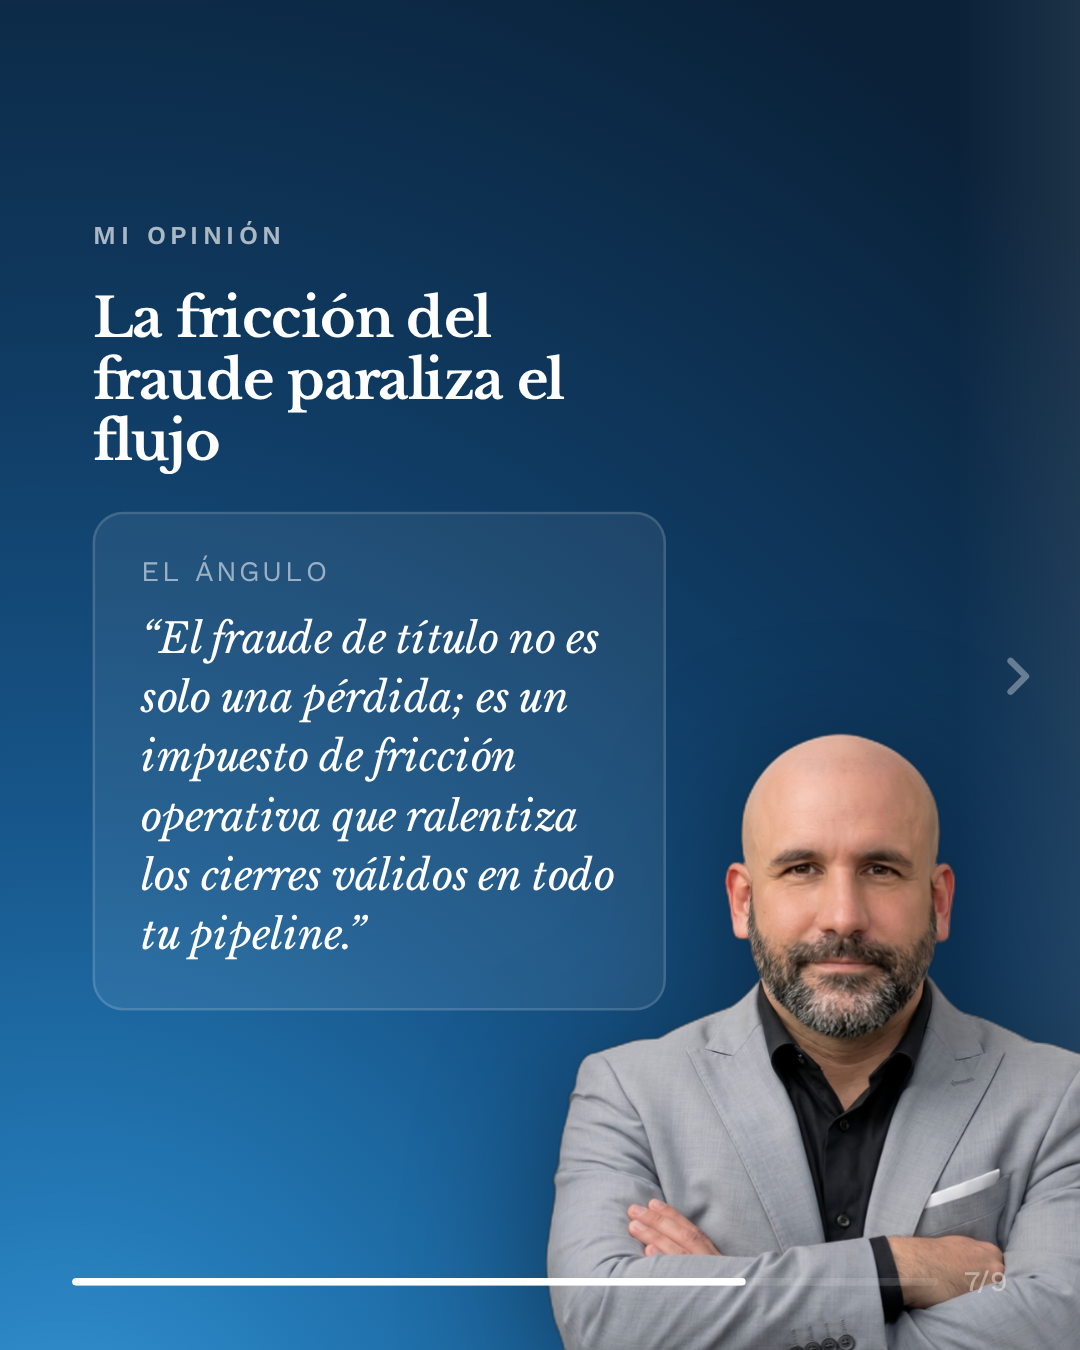 MI OPINIÓN
La fricción del
fraude paraliza el
flujo
EL ÁNGULO
“El fraude de título no es
solo una pérdida; es un
impuesto de fricción
operativa que ralentiza
los cierres válidos en todo
tu pipeline.”
7/9